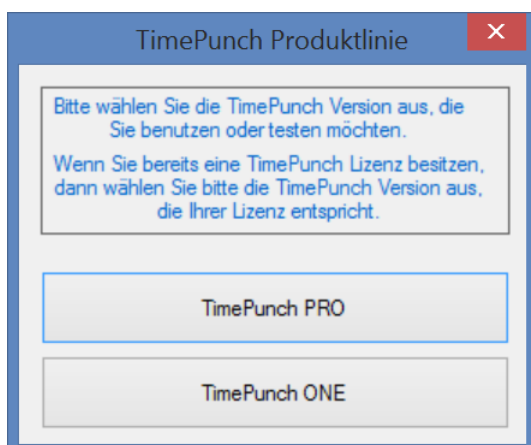 TimePunch Produktlinie
Bitte wählen Sie die TimePunch Version aus, die
Sie benutzen oder testen möchten.
Wenn Sie bereits eine TimePunch Lizenz besitzen,
dann wählen Sie bitte die TimePunch Version aus,
die Ihrer Lizenz entspricht.
TimePunch PRO
TimePunch ONE